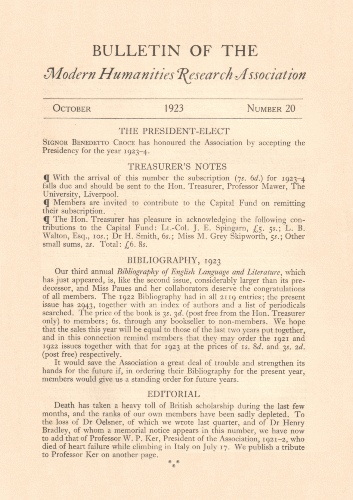 BULLETIN OF THE
Modern Humanities Research Association
OCTOBER 1923 NUMBER 20
THE PRESIDENT-ELECT
SIGNOR BENEDETTO CROCE has honoured the Association by accepting the
Presidency for the year 1923-4.
TREASURER'S NOTES
¶ With the arrival of this number the subscription (7s. 6d.) for 1923-4
falls due and should be sent to the Hon. Treasurer, Professor Mawer, The
University, Liverpool.
¶ Members are invited to contribute to the Capital Fund on remitting
their subscription.
¶ The Hon. Treasurer has pleasure in acknowledging the following con-
tributions to the Capital Fund: Lt.-Col. J. E. Spingarn, £5. 5s.; L. B.
Walton, Esq., 10s.; Dr H. Smith, 6s.; Miss M. Grey Skipworth, 5s.; Other
small sums, 2s. Total: £6. 8s.
BIBLIOGRAPHY, 1923
Our third annual Bibliography of English Language and Literature, which
has just appeared, is, like the second issue, considerably larger than its pre-
decessor, and Miss Paues and her collaborators deserve the congratulations
of all members. The 1922 Bibliography had in all 2119 entries; the present
issue has 2943, together with an index of authors and a list of periodicals
searched. The price of the book is 3s. 3d. (post free from the Hon. Treasurer
only) to members; 6s. through any bookseller to non-members. We hope
that the sales this year will be equal to those of the last two years put together,
and in this connection remind members that they may order the 1921 and
1922 issues together with that for 1923 at the prices of 1s. 8d. and 3s. 2d.
(post free) respectively.
It would save the Association a great deal of trouble and strengthen its
hands for the future if, in ordering their Bibliography for the present year,
members would give us a standing order for future years.
EDITORIAL
Death has taken a heavy toll of British scholarship during the last few
months, and the ranks of our own members have been sadly depleted. To
the loss of Dr Oelsner, of which we wrote last quarter, and of Dr Henry
Bradley, of whom a memorial notice appears in this number, we have now
to add that of Professor W. P. Ker, President of the Association, 1921-2, who
died of heart failure while climbing in Italy on July 17. We publish a tribute
to Professor Ker on another page.